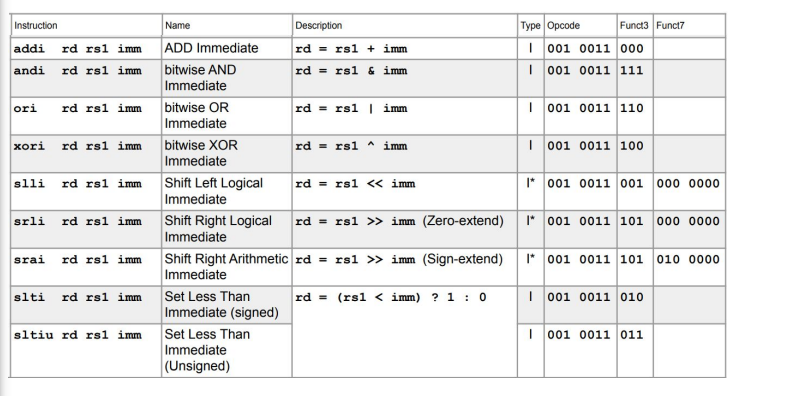 Instruction Name Description Type Opcode Funct3 Funct7
addi rd rs1 imm ADD Immediate rd = rs1 + imm I 001 0011 000
andi rd rs1 imm bitwise AND rd = rs1 & imm I 001 0011 111
Immediate
ori rd rs1 imm bitwise OR rd = rs1 | imm I 001 0011 110
Immediate
xori rd rs1 imm bitwise XOR rd = rs1 ^ imm I 001 0011 100
Immediate
slli rd rs1 imm Shift Left Logical rd = rs1 << imm I* 001 0011 001 000 0000
Immediate
srli rd rs1 imm Shift Right Logical rd = rs1 >> imm (Zero-extend) I* 001 0011 101 000 0000
Immediate
srai rd rs1 imm Shift Right Arithmetic rd = rs1 >> imm (Sign-extend) I* 001 0011 101 010 0000
Immediate
slti rd rs1 imm Set Less Than rd = (rs1 < imm) ? 1 : 0 I 001 0011 010
Immediate (signed)
sltiu rd rs1 imm Set Less Than I 001 0011 011
Immediate
(Unsigned)